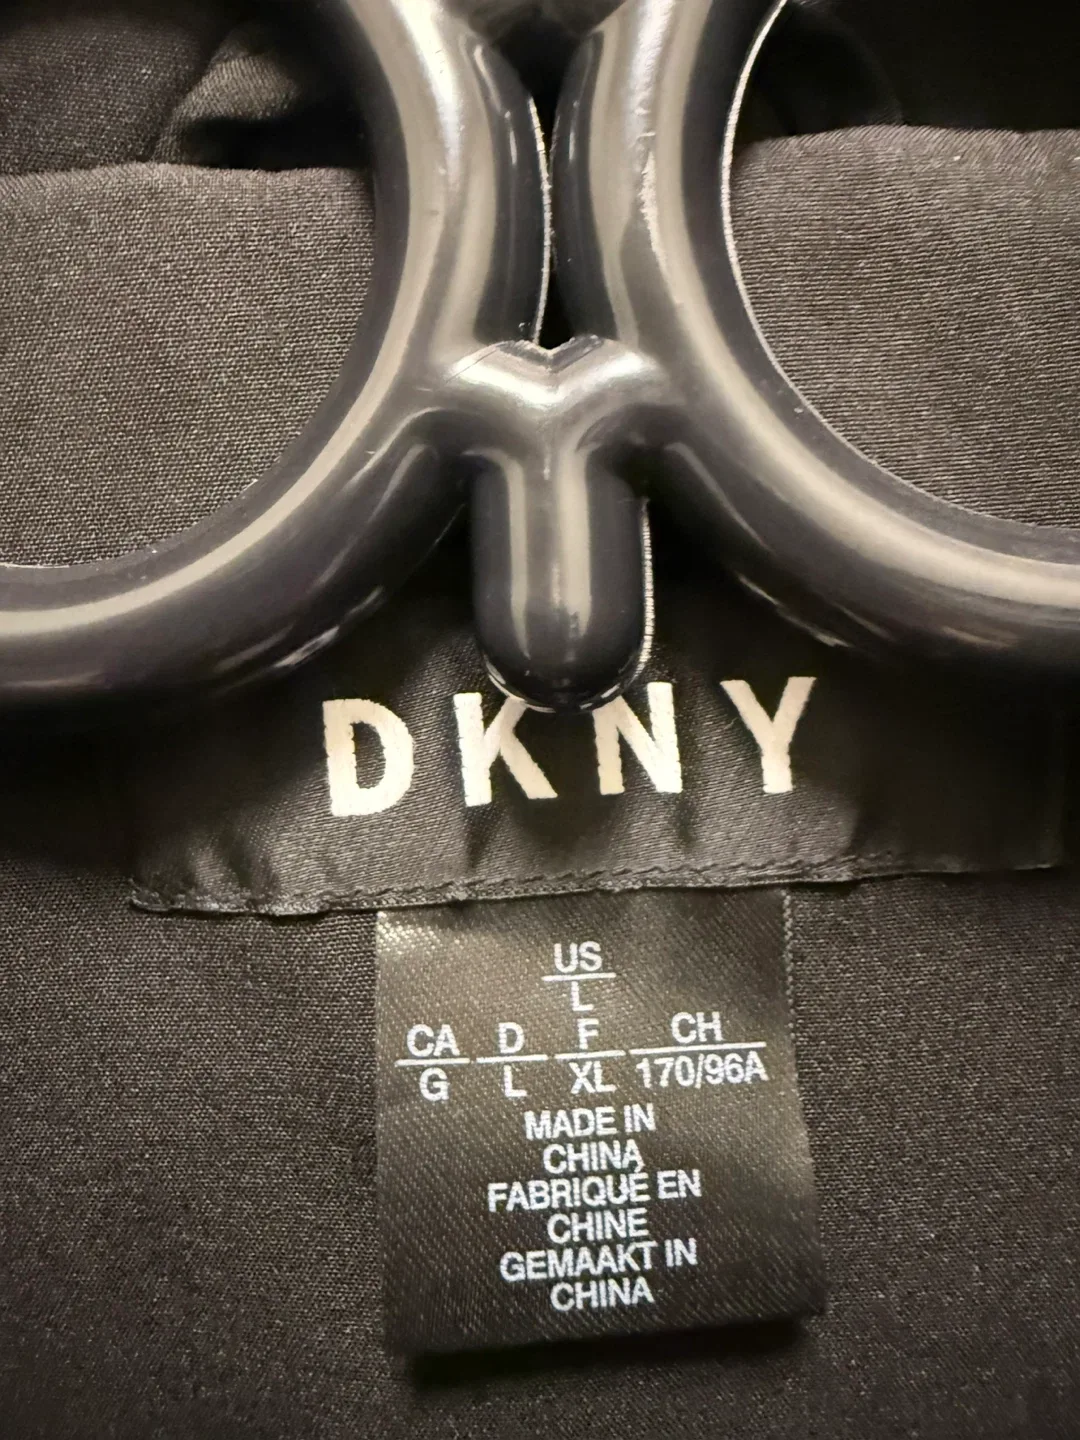 DKNY
US
L
CA D F CH
G L XL 170/96A
MADE IN
CHINA
FABRIQUÉ EN
CHINE
GEMAAKT IN
CHINA